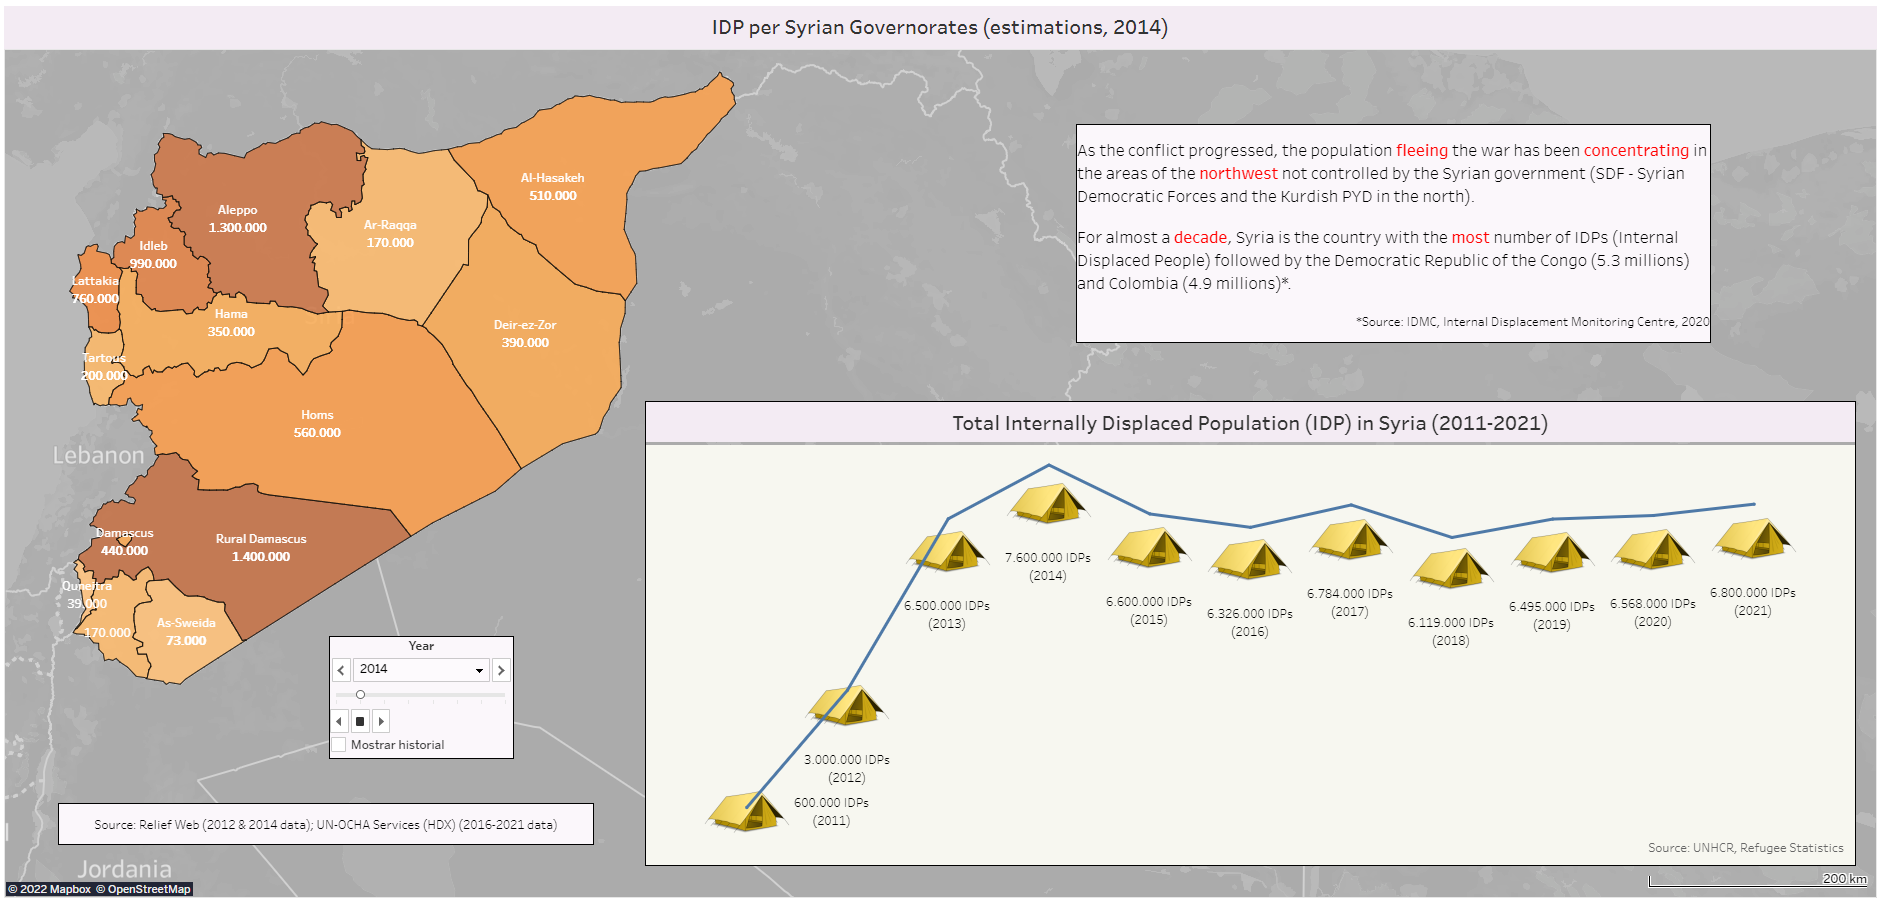 IDP per Syrian Governorates (estimations, 2014)
Al-Hasakeh
510.000
Aleppo
1.300.000
Ar-Raqqa
170.000
Idleb
990.000
Lattakia
760.000
Hama
350.000
Deir-ez-Zor
390.000
Tartous
200.000
Homs
560.000
Lebanon
Damascus
440.000
Rural Damascus
1.400.000
Quneitra
39.000
170.000
As-Sweida
73.000
Jordania
As the conflict progressed, the population fleeing the war has been concentrating in
the areas of the northwest not controlled by the Syrian government (SDF - Syrian
Democratic Forces and the Kurdish PYD in the north).
For almost a decade, Syria is the country with the most number of IDPs (Internal
Displaced People) followed by the Democratic Republic of the Congo (5.3 millions)
and Colombia (4.9 millions)*.
*Source: IDMC, Internal Displacement Monitoring Centre, 2020
Year
2014
Mostrar historial
Source: Relief Web (2012 & 2014 data); UN-OCHA Services (HDX) (2016-2021 data)
Total Internally Displaced Population (IDP) in Syria (2011-2021)
600.000 IDPs
(2011)
3.000.000 IDPs
(2012)
6.500.000 IDPs
(2013)
7.600.000 IDPs
(2014)
6.600.000 IDPs
(2015)
6.326.000 IDPs
(2016)
6.784.000 IDPs
(2017)
6.119.000 IDPs
(2018)
6.495.000 IDPs
(2019)
6.568.000 IDPs
(2020)
6.800.000 IDPs
(2021)
Source: UNHCR, Refugee Statistics
200 km
© 2022 Mapbox © OpenStreetMap